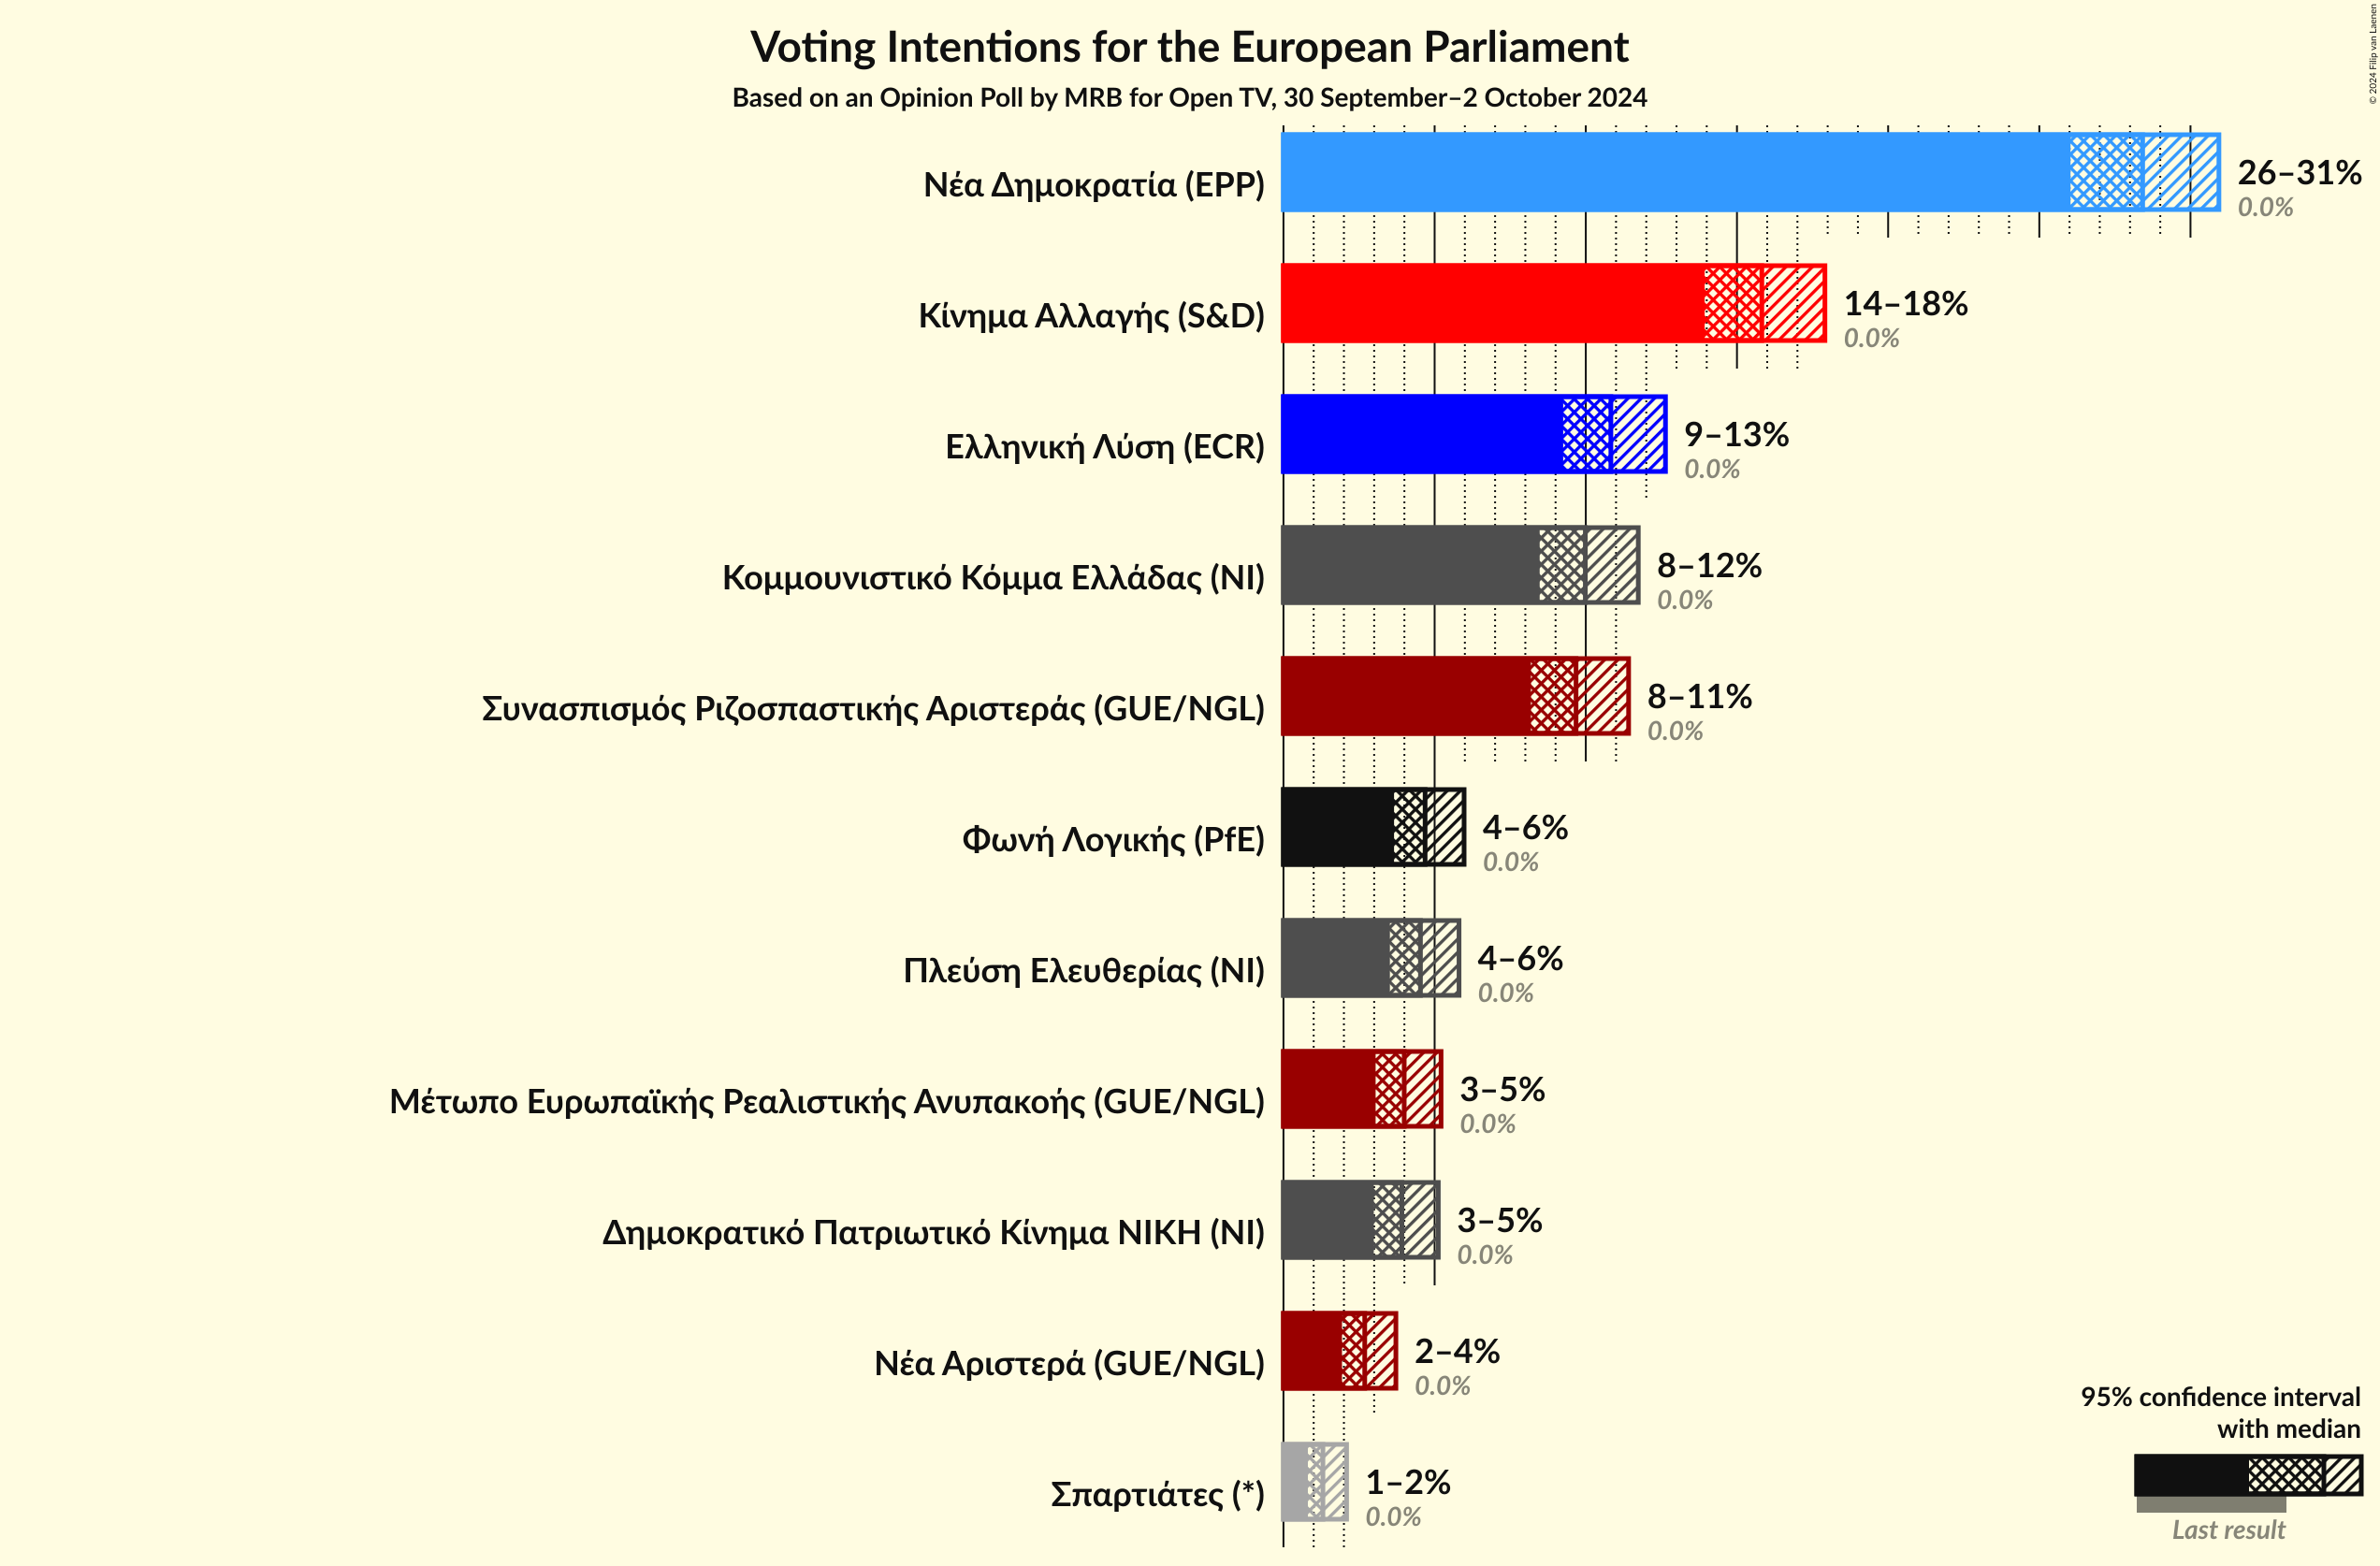 © 2024 Filip van Laenen
Voting Intentions for the European Parliament
Based on an Opinion Poll by MRB for Open TV, 30 September–2 October 2024
Νέα Δημοκρατία (EPP)
26–31%
0.0%
Κίνημα Αλλαγής (S&D)
14–18%
0.0%
Ελληνική Λύση (ECR)
9–13%
0.0%
Κομμουνιστικό Κόμμα Ελλάδας (NI)
8–12%
0.0%
Συνασπισμός Ριζοσπαστικής Αριστεράς (GUE/NGL)
8–11%
0.0%
Φωνή Λογικής (PfE)
4–6%
0.0%
Πλεύση Ελευθερίας (NI)
4–6%
0.0%
Μέτωπο Ευρωπαϊκής Ρεαλιστικής Ανυπακοής (GUE/NGL)
3–5%
0.0%
Δημοκρατικό Πατριωτικό Κίνημα ΝΙΚΗ (NI)
3–5%
0.0%
Νέα Αριστερά (GUE/NGL)
2–4%
0.0%
Σπαρτιάτες (*)
1–2%
0.0%
95% confidence interval
with median
Last result